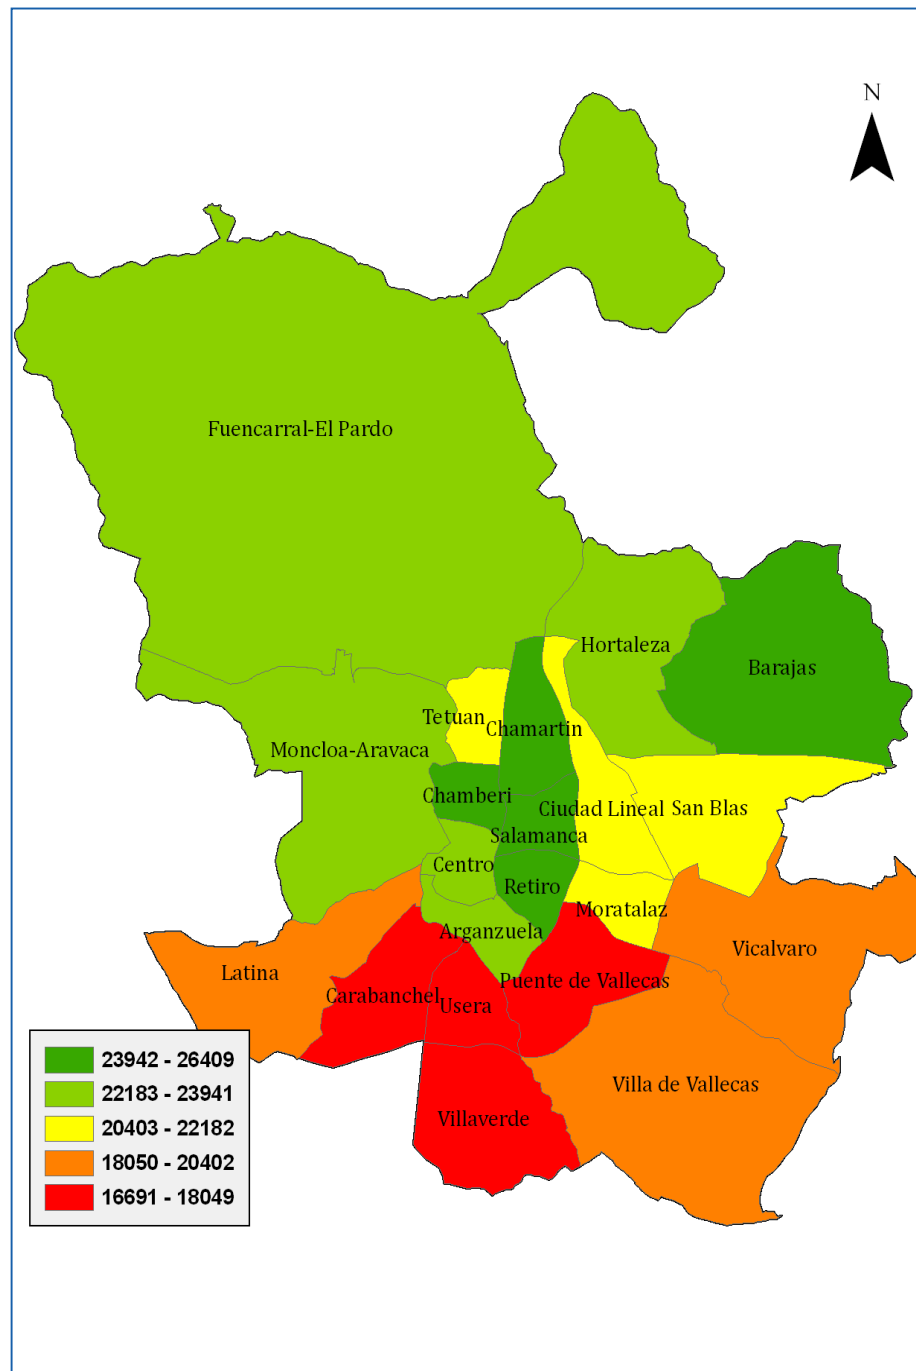 N
Fuencarral-El Pardo
Hortaleza
Barajas
Tetuan
Chamartin
Moncloa-Aravaca
Chamberi
Ciudad Lineal
San Blas
Salamanca
Centro
Retiro
Moratalaz
Arganzuela
Vicalvaro
Latina
Puente de Vallecas
Carabanchel
Usera
Villa de Vallecas
Villaverde
23942 - 26409
22183 - 23941
20403 - 22182
18050 - 20402
16691 - 18049